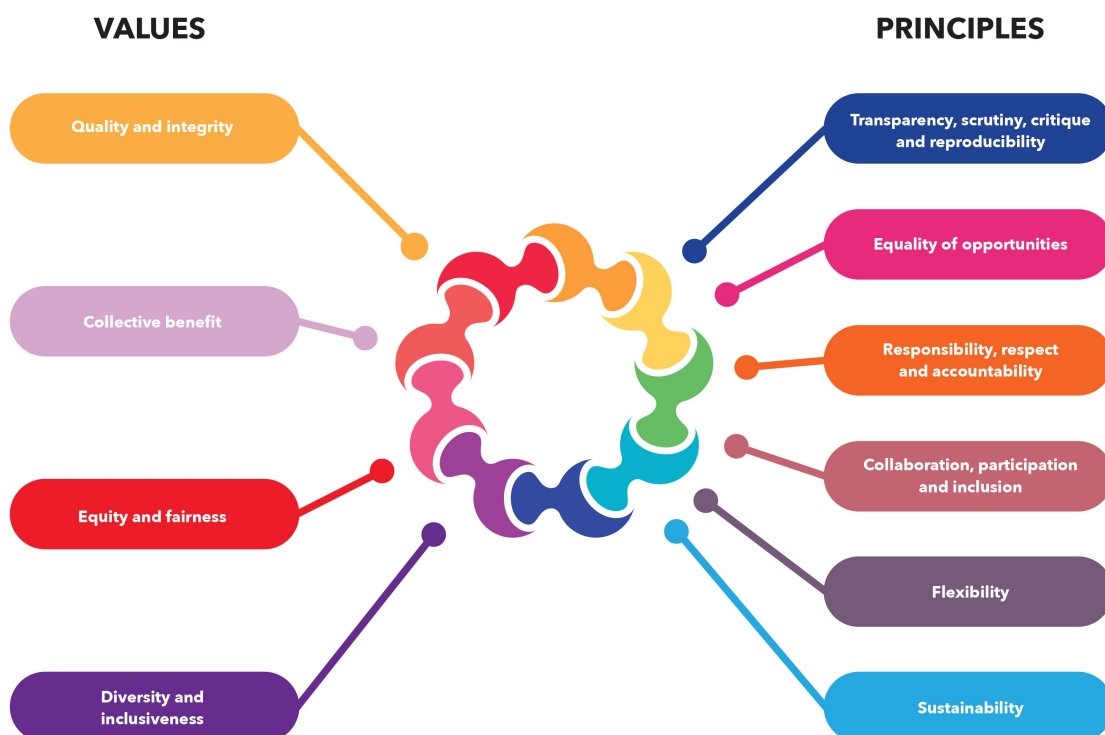 VALUES
Quality and integrity
Collective benefit
Equity and fairness
Diversity and
inclusiveness
PRINCIPLES
Transparency, scrutiny, critique
and reproducibility
Equality of opportunities
Responsibility, respect
and accountability
Collaboration, participation
and inclusion
Flexibility
Sustainability